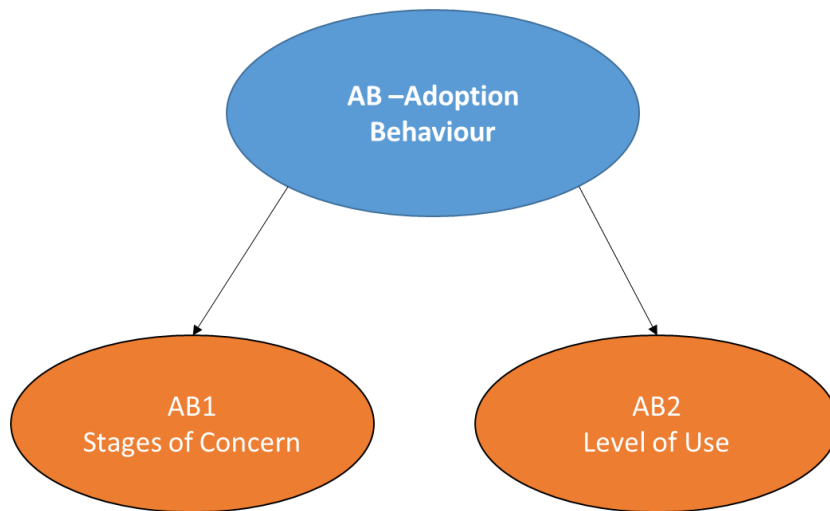 AB –Adoption
Behaviour
AB1
Stages of Concern
AB2
Level of Use